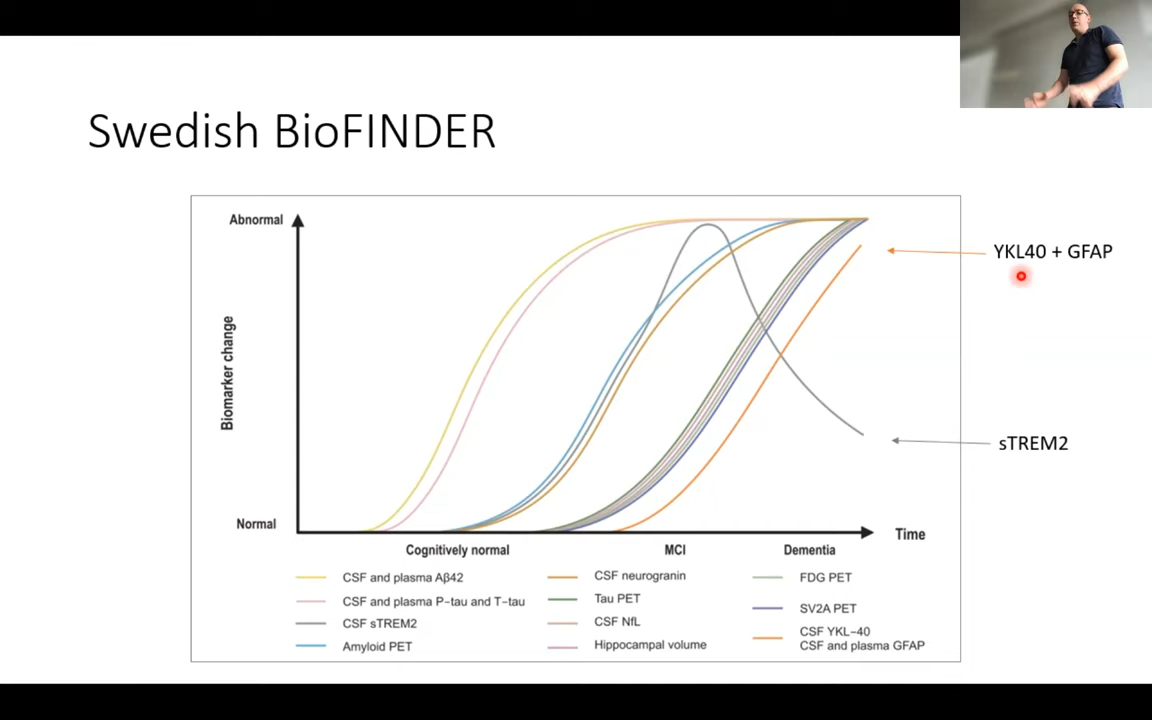 Swedish BioFINDER
Abnormal
YKL40 + GFAP
Biomarker change
sTREM2
Normal
Time
Cognitively normal
MCI
Dementia
CSF and plasma Aβ42
CSF and plasma P-tau and T-tau
CSF sTREM2
Amyloid PET
CSF neurogranin
Tau PET
CSF NfL
Hippocampal volume
FDG PET
SV2A PET
CSF YKL-40
CSF and plasma GFAP